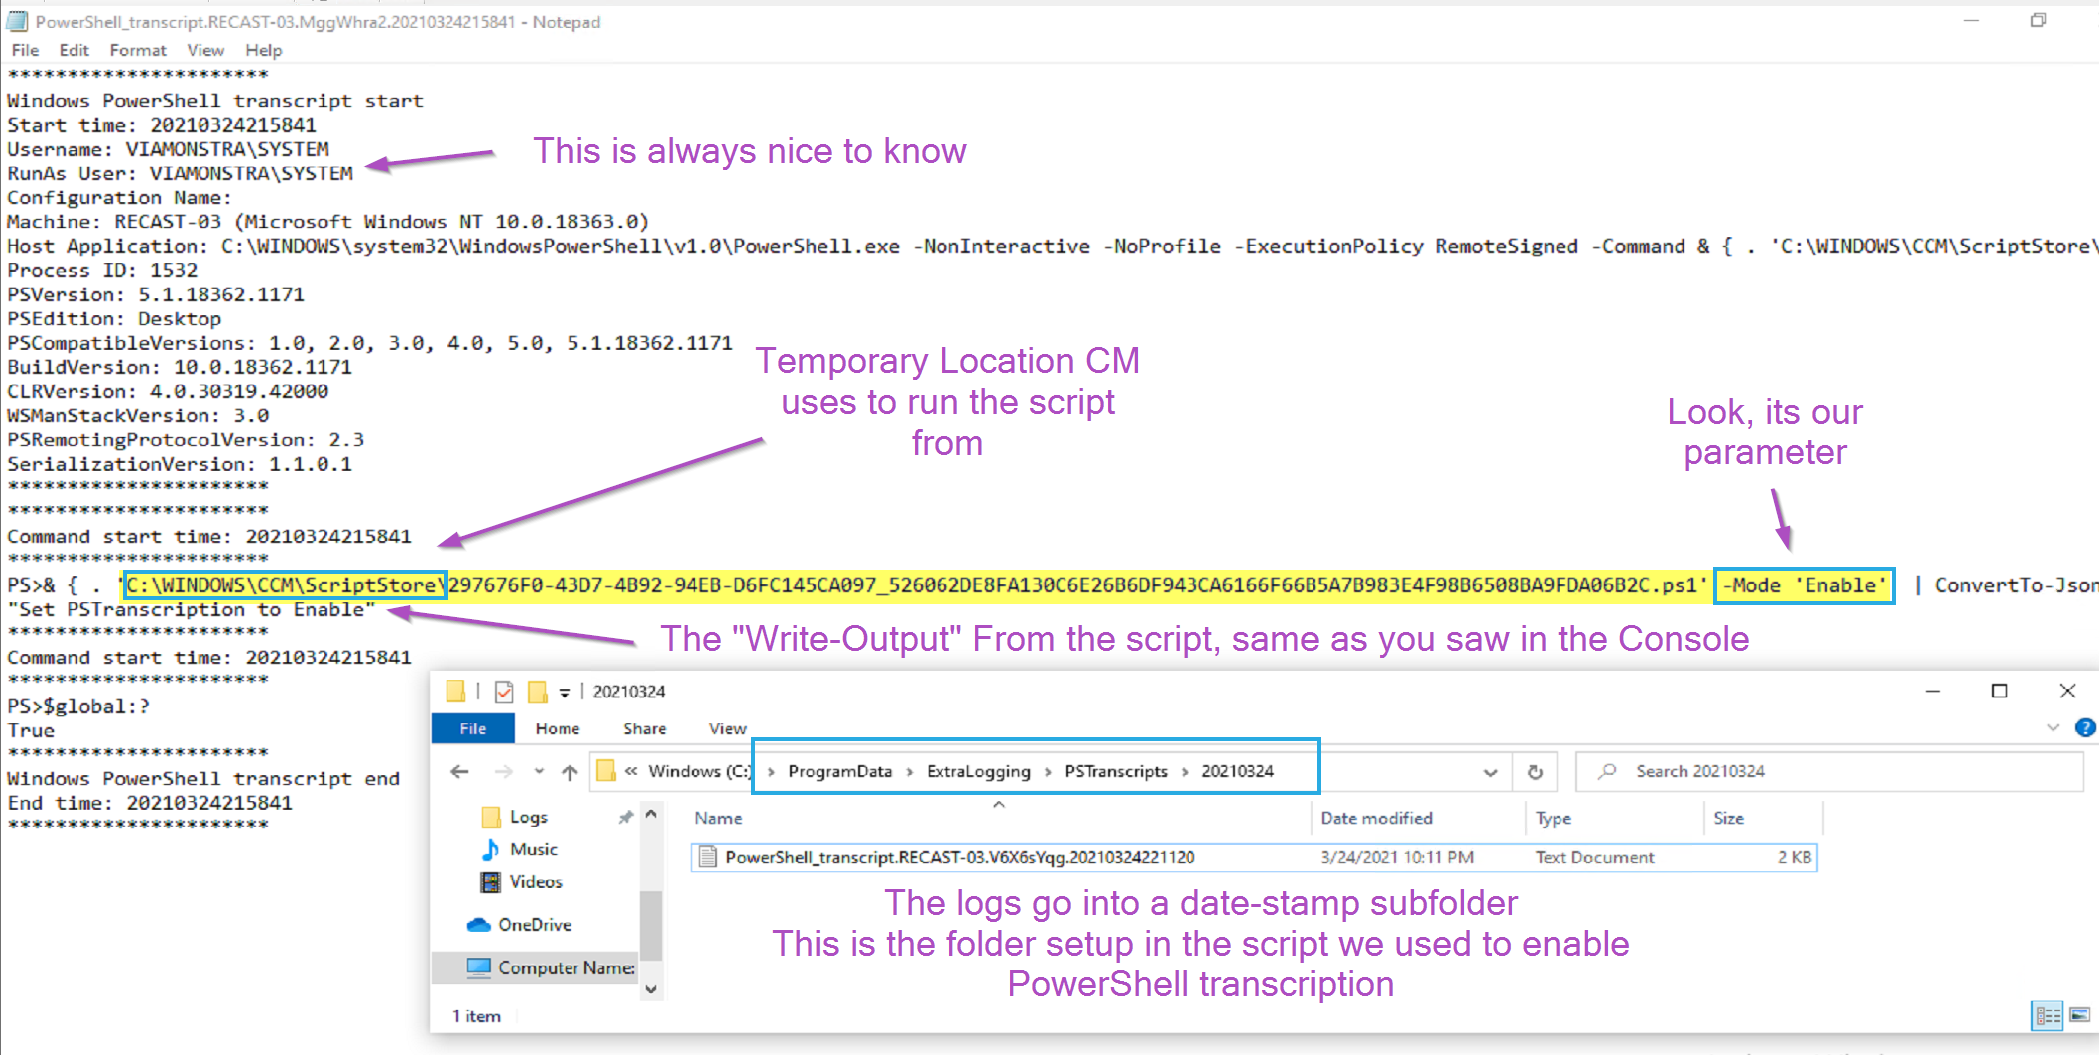 PowerShell_transcript.RECAST-03.MggWhra2.20210324215841 - Notepad
File Edit Format View Help
**********************
Windows PowerShell transcript start
Start time: 20210324215841
Username: VIAMONSTRA\SYSTEM
RunAs User: VIAMONSTRA\SYSTEM
This is always nice to know
Configuration Name:
Machine: RECAST-03 (Microsoft Windows NT 10.0.18363.0)
Host Application: C:\WINDOWS\system32\WindowsPowerShell\v1.0\PowerShell.exe -NonInteractive -NoProfile -ExecutionPolicy RemoteSigned -Command & { . 'C:\WINDOWS\CCM\ScriptStore\
Process ID: 1532
PSVersion: 5.1.18362.1171
PSEdition: Desktop
PSCompatibleVersions: 1.0, 2.0, 3.0, 4.0, 5.0, 5.1.18362.1171
BuildVersion: 10.0.18362.1171
CLRVersion: 4.0.30319.42000
WSManStackVersion: 3.0
PSRemotingProtocolVersion: 2.3
SerializationVersion: 1.1.0.1
**********************
Temporary Location CM
uses to run the script
from
Look, its our
parameter
**********************
Command start time: 20210324215841
**********************
PS>& { . 'C:\WINDOWS\CCM\ScriptStore\297676F0-43D7-4B92-94EB-D6FC145CA097_526062DE8FA130C6E26B6DF943CA6166F66B5A7B983E4F98B6508BA9FDA06B2C.ps1' -Mode 'Enable' | ConvertTo-Json
"Set PSTranscription to Enable"
The "Write-Output" From the script, same as you saw in the Console
**********************
Command start time: 20210324215841
**********************
PS>$global:?
True
**********************
Windows PowerShell transcript end
End time: 20210324215841
**********************
20210324
File Home Share View
« Windows (C:) > ProgramData > ExtraLogging > PSTranscripts > 20210324
Search 20210324
Logs
Music
Videos
OneDrive
Computer Name:
Name Date modified Type Size
PowerShell_transcript.RECAST-03.V6X6sYqg.20210324221120 3/24/2021 10:11 PM Text Document 2 KB
The logs go into a date-stamp subfolder
This is the folder setup in the script we used to enable
PowerShell transcription
1 item